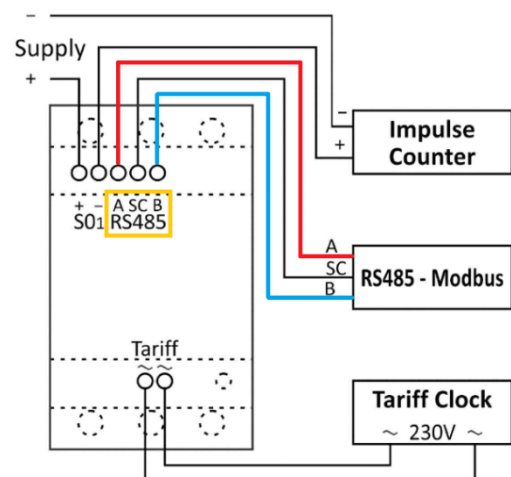 −
Supply
+
− Impulse
+ Counter
+ − A SC B
S01 RS485
A
SC RS485 - Modbus
B
Tariff
~ ~
Tariff Clock
~ 230V ~